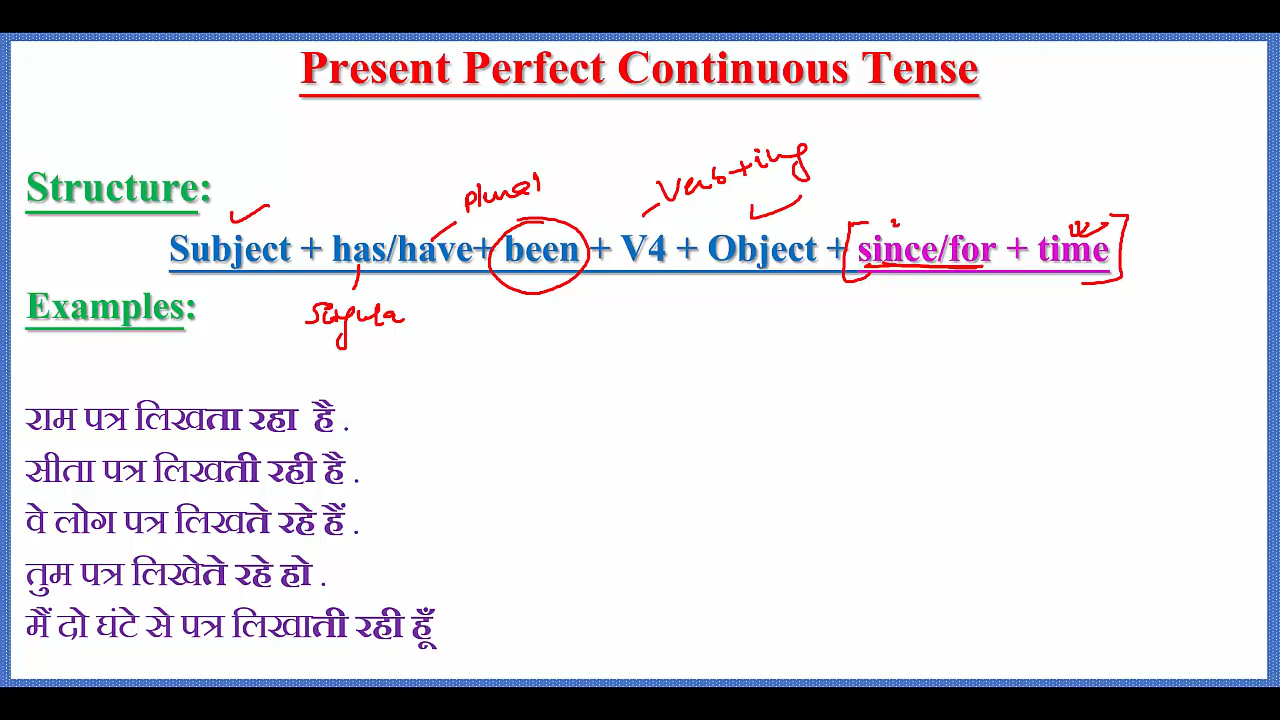 Present Perfect Continuous Tense
Verb+ing
plural
Structure:
Subject + has/have+ been + V4 + Object + since/for + time
Examples:
Singula
राम पत्र लिखता रहा है .
सीता पत्र लिखती रही है .
वे लोग पत्र लिखते रहे हैं .
तुम पत्र लिखेते रहे हो .
मैं दो घंटे से पत्र लिखाती रही हूँ